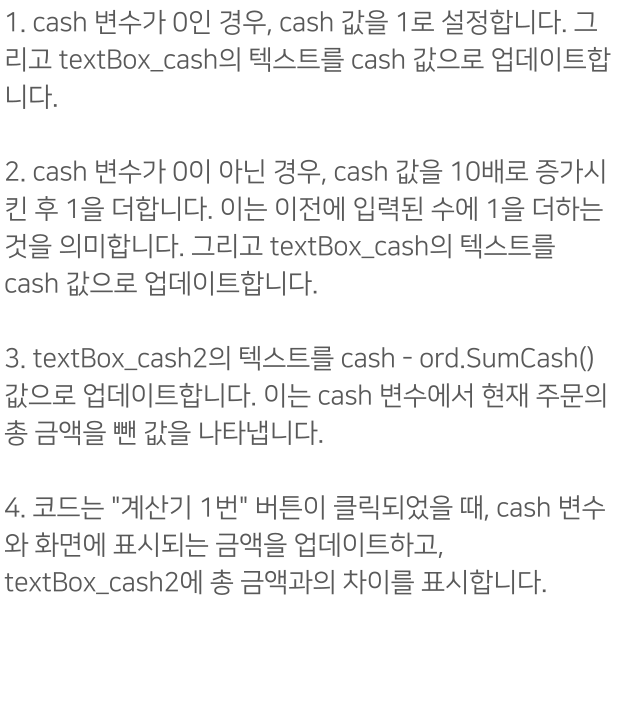 1. cash 변수가 0인 경우, cash 값을 1로 설정합니다. 그
리고 textBox_cash의 텍스트를 cash 값으로 업데이트합
니다.
2. cash 변수가 0이 아닌 경우, cash 값을 10배로 증가시
킨 후 1을 더합니다. 이는 이전에 입력된 수에 1을 더하는
것을 의미합니다. 그리고 textBox_cash의 텍스트를
cash 값으로 업데이트합니다.
3. textBox_cash2의 텍스트를 cash - ord.SumCash()
값으로 업데이트합니다. 이는 cash 변수에서 현재 주문의
총 금액을 뺀 값을 나타냅니다.
4. 코드는 "계산기 1번" 버튼이 클릭되었을 때, cash 변수
와 화면에 표시되는 금액을 업데이트하고,
textBox_cash2에 총 금액과의 차이를 표시합니다.